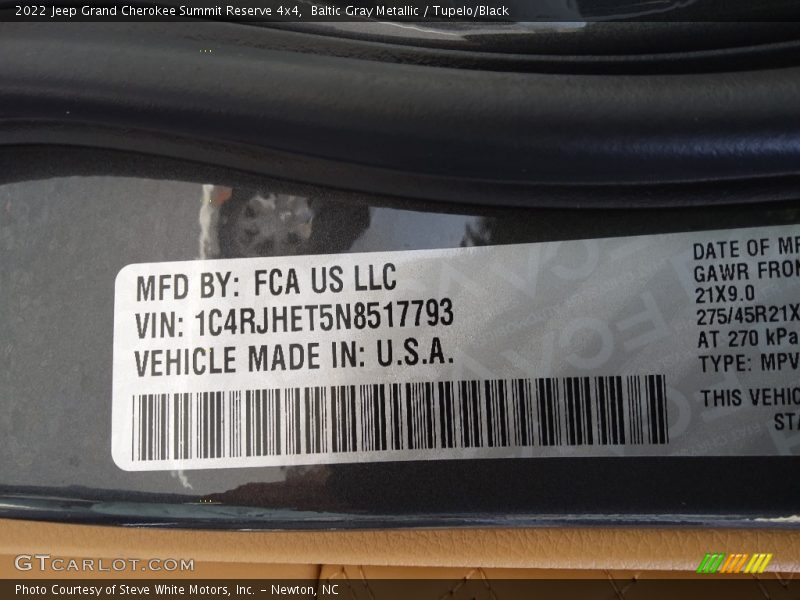 2022 Jeep Grand Cherokee Summit Reserve 4x4,  Baltic Gray Metallic / Tupelo/Black
MFD BY: FCA US LLC
VIN: 1C4RJHET5N8517793
VEHICLE MADE IN: U.S.A.
DATE OF MF
GAWR FRON
21X9.0
275/45R21X
AT 270 kPa
TYPE: MPV
THIS VEHIC
STA
GTCARLOT.COM
Photo Courtesy of Steve White Motors, Inc. – Newton, NC